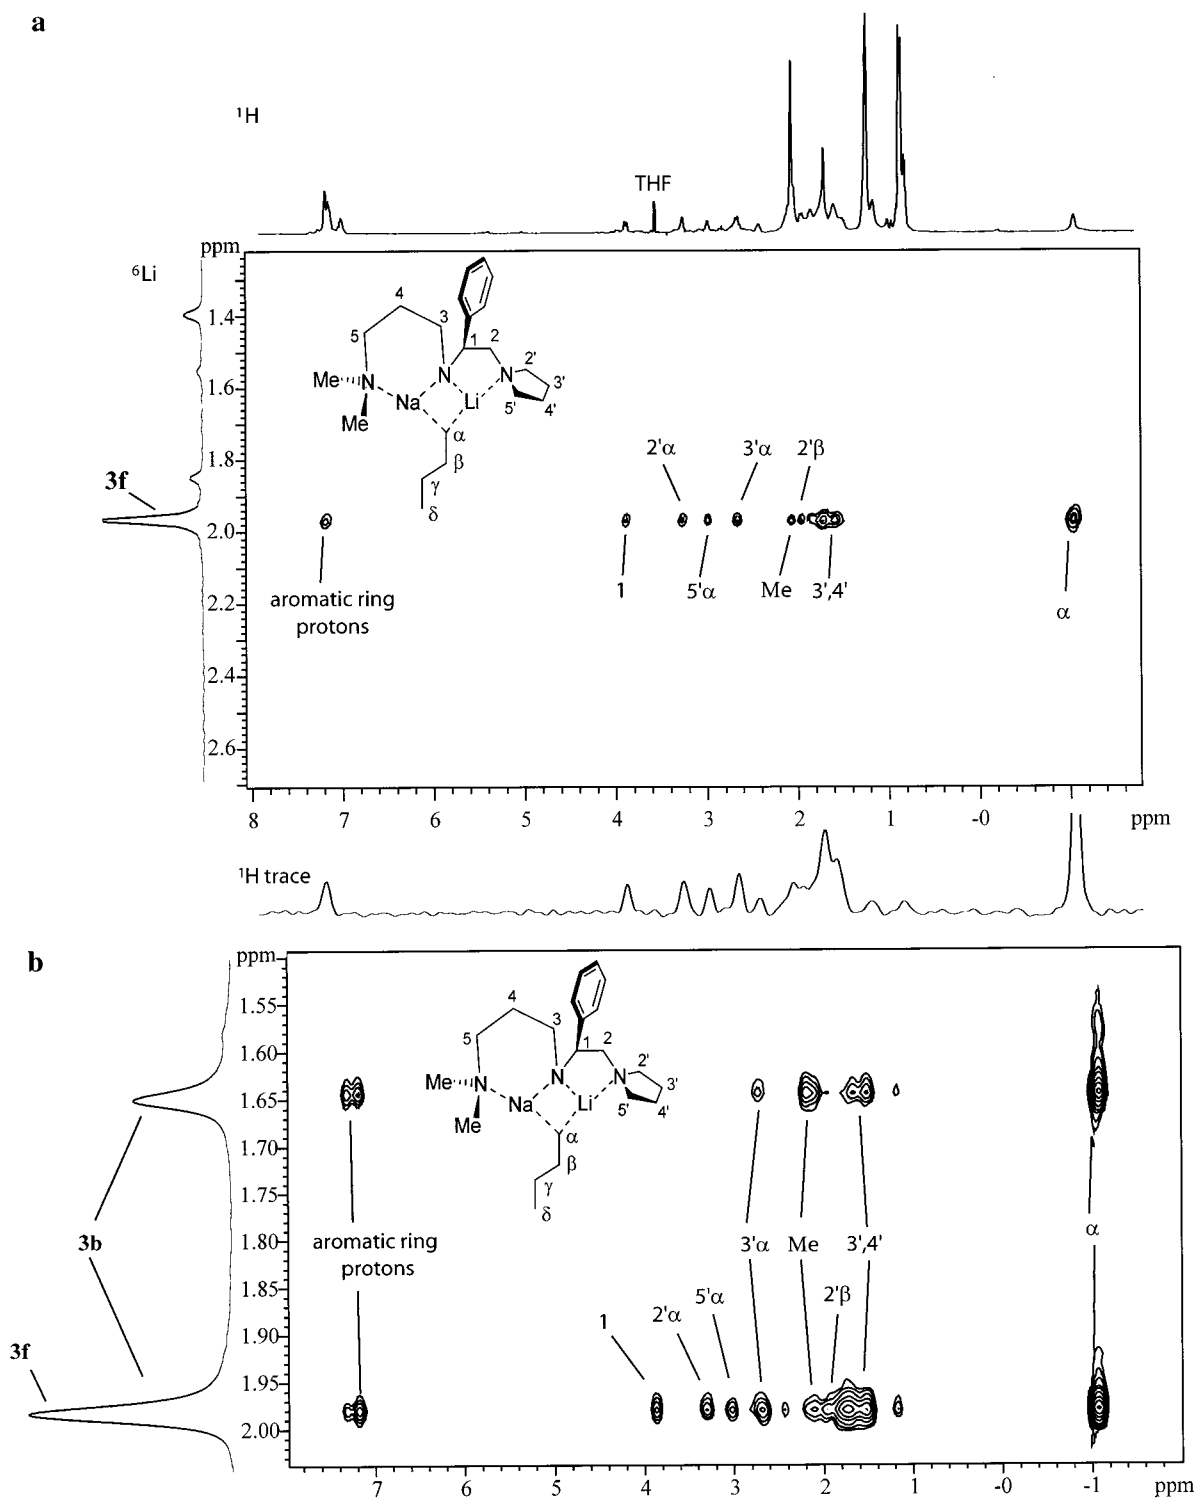 a
¹H
THF
ppm
⁶Li
1.4
1.6
1.8
2.0
2.2
2.4
2.6
3f
4
5
3
1
2
N
N
N
Me
Me
Na
Li
2'
3'
4'
5'
α
β
γ
δ
2'α
3'α
2'β
aromatic ring
protons
1
5'α
Me
3',4'
α
8 7 6 5 4 3 2 1 -0 ppm
¹H trace
b
ppm
1.55
1.60
1.65
1.70
1.75
1.80
1.85
1.90
1.95
2.00
3b
3f
4
5
3
1
2
N
N
N
Me
Me
Na
Li
2'
3'
4'
5'
α
β
γ
δ
aromatic ring
protons
3'α
Me
3',4'
α
1
2'α
5'α
2'β
7 6 5 4 3 2 1 -0 -1 ppm